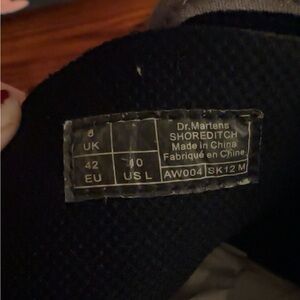 8
UK
42
EU
10
US L
Dr.Martens
SHOREDITCH
Made in China
Fabriqué en Chine
AW004 SK12 M